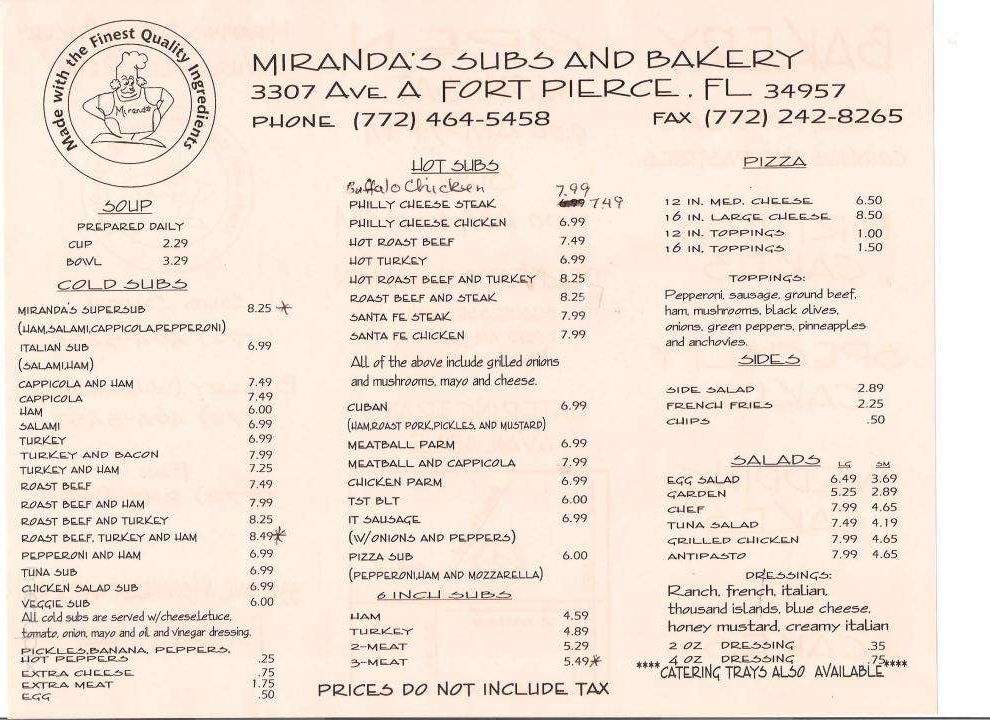 Made with the Finest Quality Ingredients
Miranda
MIRANDA'S SUBS AND BAKERY
3307 AVE A FORT PIERCE, FL 34957
PHONE (772) 464-5458 FAX (772) 242-8265
SOUP
PREPARED DAILY
CUP 2.29
BOWL 3.29
COLD SUBS
MIRANDA'S SUPERSUB 8.25 *
(HAM,SALAMI,CAPPICOLA,PEPPERONI)
ITALIAN SUB 6.99
(SALAMI,HAM)
CAPPICOLA AND HAM 7.49
CAPPICOLA 7.49
HAM 6.00
SALAMI 6.99
TURKEY 6.99
TURKEY AND BACON 7.99
TURKEY AND HAM 7.25
ROAST BEEF 7.49
ROAST BEEF AND HAM 7.99
ROAST BEEF AND TURKEY 8.25
ROAST BEEF, TURKEY AND HAM 8.49*
PEPPERONI AND HAM 6.99
TUNA SUB 6.99
CHICKEN SALAD SUB 6.99
VEGGIE SUB 6.00
All cold subs are served w/cheese,letuce,
tomato, onion, mayo and oil and vinegar dressing.
PICKLES,BANANA, PEPPERS,
HOT PEPPERS .25
EXTRA CHEESE .75
EXTRA MEAT 1.75
EGG .50
HOT SUBS
Buffalo Chicken 7.99
PHILLY CHEESE STEAK 7.49
PHILLY CHEESE CHICKEN 6.99
HOT ROAST BEEF 7.49
HOT TURKEY 6.99
HOT ROAST BEEF AND TURKEY 8.25
ROAST BEEF AND STEAK 8.25
SANTA FE STEAK 7.99
SANTA FE CHICKEN 7.99
All of the above include grilled onions
and mushrooms, mayo and cheese.
CUBAN 6.99
(HAM,ROAST PORK,PICKLES, AND MUSTARD)
MEATBALL PARM 6.99
MEATBALL AND CAPPICOLA 7.99
CHICKEN PARM 6.99
TST BLT 6.00
IT SAUSAGE 6.99
(W/ONIONS AND PEPPERS)
PIZZA SUB 6.00
(PEPPERONI,HAM AND MOZZARELLA)
6 INCH SUBS
HAM 4.59
TURKEY 4.89
2-MEAT 5.29
3-MEAT 5.49*
PRICES DO NOT INCLUDE TAX
PIZZA
12 IN. MED. CHEESE 6.50
16 IN. LARGE CHEESE 8.50
12 IN. TOPPINGS 1.00
16 IN. TOPPINGS 1.50
TOPPINGS:
Pepperoni, sausage, ground beef,
ham, mushrooms, black olives,
onions, green peppers, pinneapples
and anchovies.
SIDES
SIDE SALAD 2.89
FRENCH FRIES 2.25
CHIPS .50
SALADS LG SM
EGG SALAD 6.49 3.69
GARDEN 5.25 2.89
CHEF 7.99 4.65
TUNA SALAD 7.49 4.19
GRILLED CHICKEN 7.99 4.65
ANTIPASTO 7.99 4.65
DRESSINGS:
Ranch, french, italian,
thousand islands, blue cheese,
honey mustard, creamy italian
2 OZ DRESSING .35
4 OZ DRESSING .75
****CATERING TRAYS ALSO AVAILABLE****